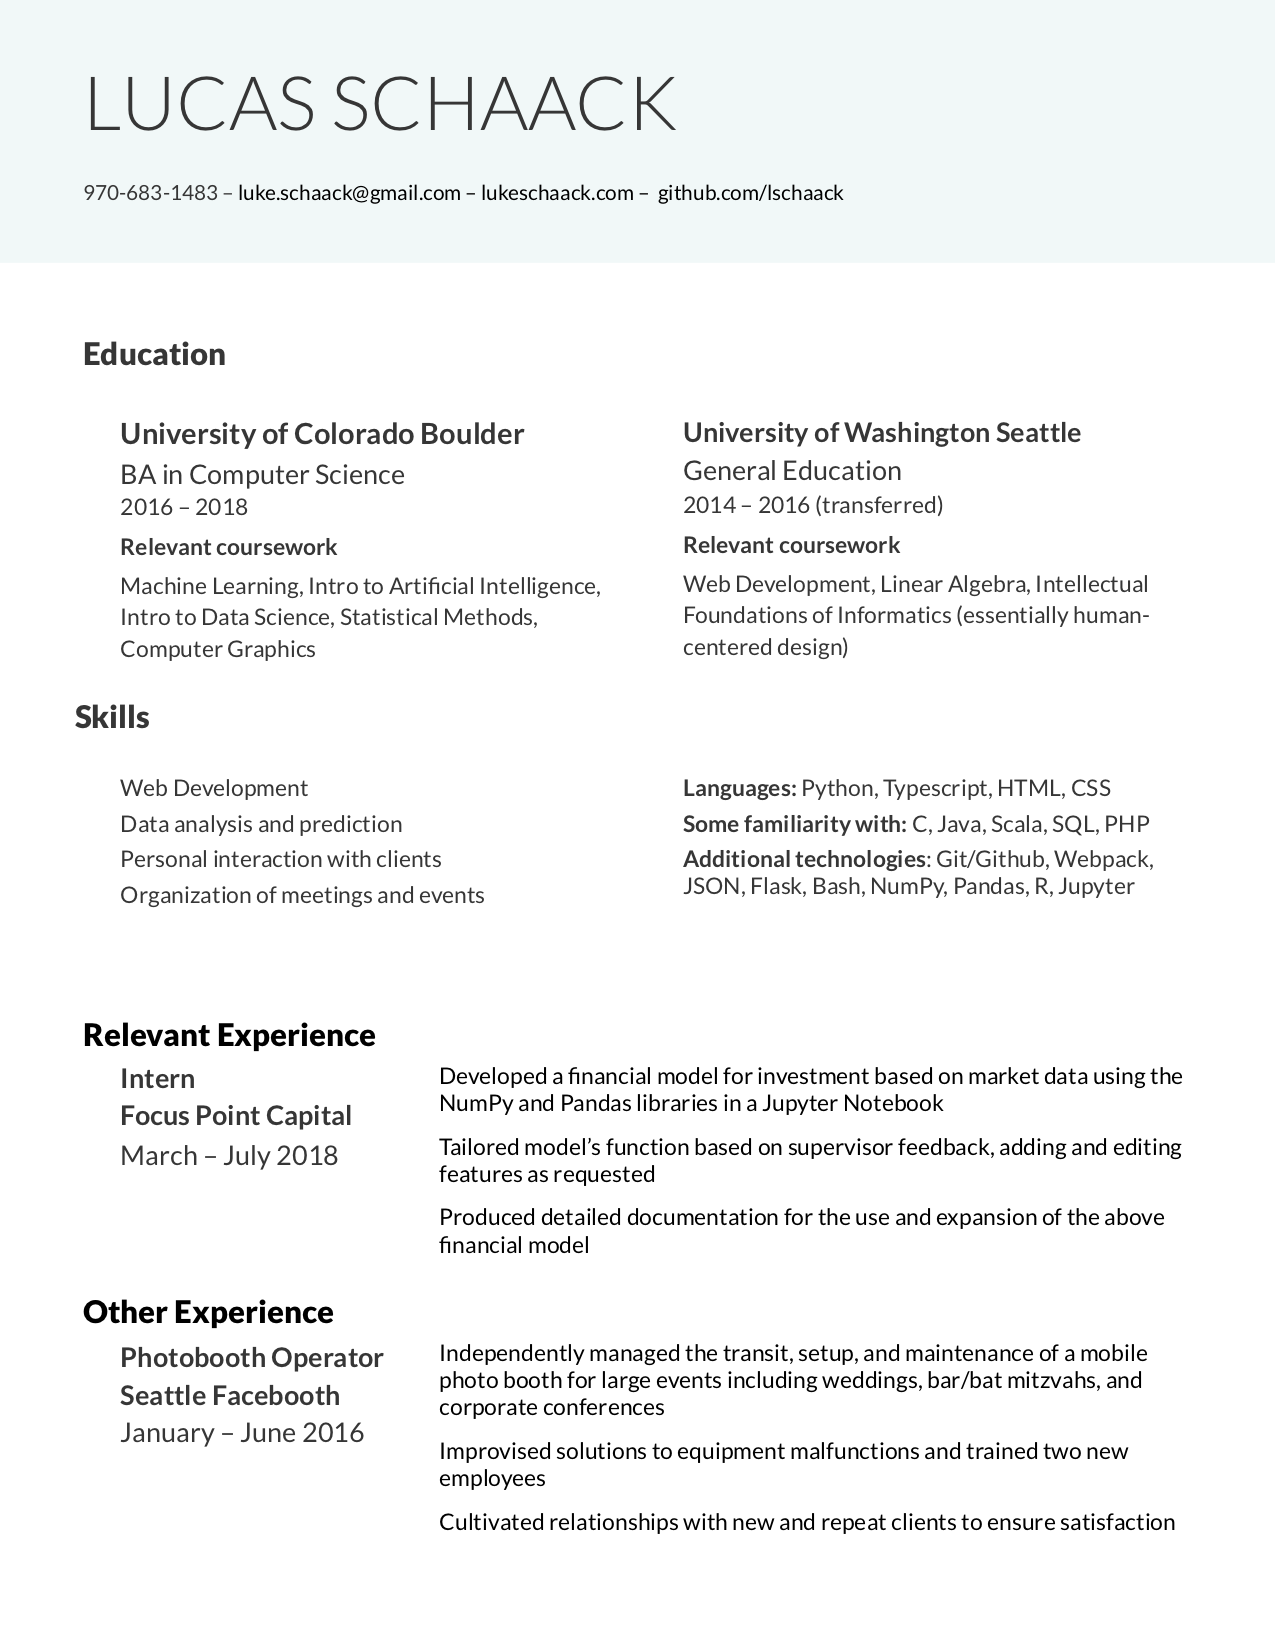 LUCAS SCHAACK
970-683-1483 – luke.schaack@gmail.com – lukeschaack.com – github.com/lschaack
Education
University of Colorado Boulder
BA in Computer Science
2016 – 2018
Relevant coursework
Machine Learning, Intro to Artificial Intelligence,
Intro to Data Science, Statistical Methods,
Computer Graphics
University of Washington Seattle
General Education
2014 – 2016 (transferred)
Relevant coursework
Web Development, Linear Algebra, Intellectual
Foundations of Informatics (essentially human-
centered design)
Skills
Web Development
Data analysis and prediction
Personal interaction with clients
Organization of meetings and events
Languages: Python, Typescript, HTML, CSS
Some familiarity with: C, Java, Scala, SQL, PHP
Additional technologies: Git/Github, Webpack,
JSON, Flask, Bash, NumPy, Pandas, R, Jupyter
Relevant Experience
Intern
Focus Point Capital
March – July 2018
Developed a financial model for investment based on market data using the
NumPy and Pandas libraries in a Jupyter Notebook
Tailored model’s function based on supervisor feedback, adding and editing
features as requested
Produced detailed documentation for the use and expansion of the above
financial model
Other Experience
Photobooth Operator
Seattle Facebooth
January – June 2016
Independently managed the transit, setup, and maintenance of a mobile
photo booth for large events including weddings, bar/bat mitzvahs, and
corporate conferences
Improvised solutions to equipment malfunctions and trained two new
employees
Cultivated relationships with new and repeat clients to ensure satisfaction